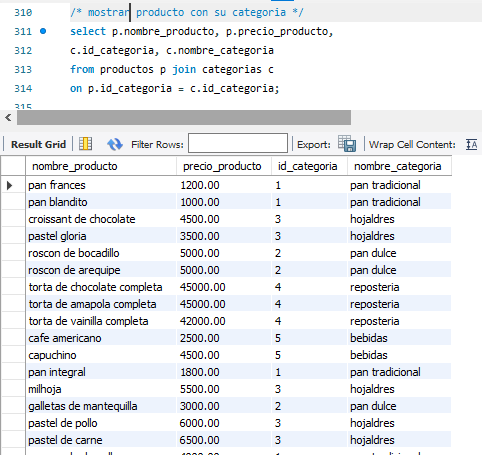 310 /* mostrar producto con su categoria */
311 select p.nombre_producto, p.precio_producto,
312 c.id_categoria, c.nombre_categoria
313 from productos p join categorias c
314 on p.id_categoria = c.id_categoria;
315
Result Grid Filter Rows: Export: Wrap Cell Content:
nombre_producto precio_producto id_categoria nombre_categoria
pan frances 1200.00 1 pan tradicional
pan blandito 1000.00 1 pan tradicional
croissant de chocolate 4500.00 3 hojaldres
pastel gloria 3500.00 3 hojaldres
roscon de bocadillo 5000.00 2 pan dulce
roscon de arequipe 5000.00 2 pan dulce
torta de chocolate completa 45000.00 4 reposteria
torta de amapola completa 45000.00 4 reposteria
torta de vainilla completa 42000.00 4 reposteria
cafe americano 2500.00 5 bebidas
capuchino 4500.00 5 bebidas
pan integral 1800.00 1 pan tradicional
milhoja 5500.00 3 hojaldres
galletas de mantequilla 3000.00 2 pan dulce
pastel de pollo 6000.00 3 hojaldres
pastel de carne 6500.00 3 hojaldres